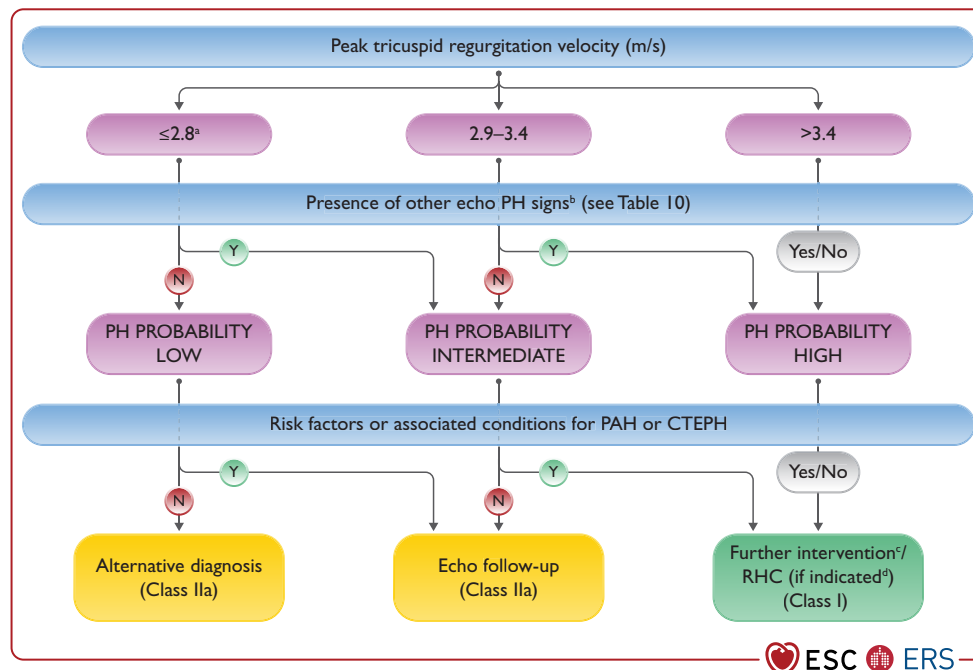 Peak tricuspid regurgitation velocity (m/s)
≤2.8ᵃ
2.9–3.4
>3.4
Presence of other echo PH signsᵇ (see Table 10)
Y
Y
Yes/No
N
N
PH PROBABILITY
LOW
PH PROBABILITY
INTERMEDIATE
PH PROBABILITY
HIGH
Risk factors or associated conditions for PAH or CTEPH
Y
Y
Yes/No
N
N
Alternative diagnosis
(Class IIa)
Echo follow-up
(Class IIa)
Further interventionᶜ/
RHC (if indicatedᵈ)
(Class I)
ESC ERS